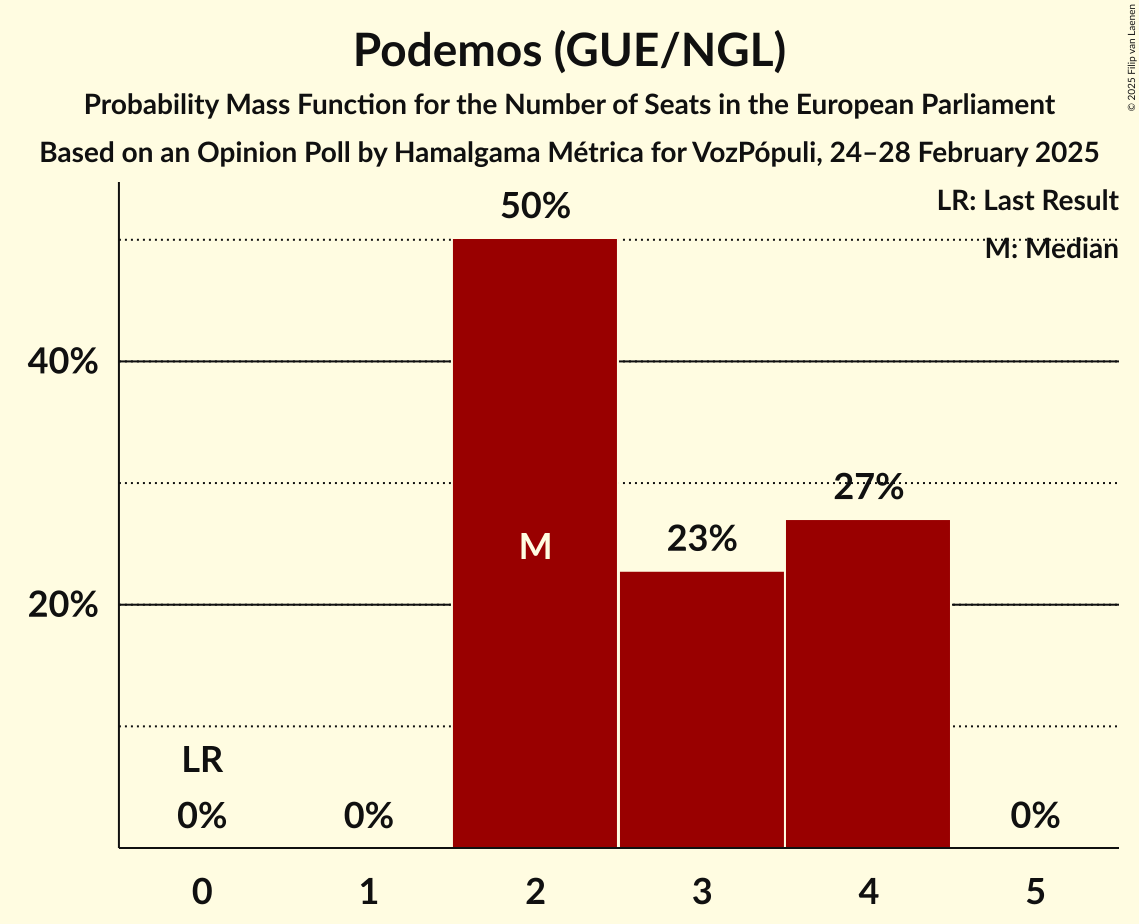 Podemos (GUE/NGL)
Probability Mass Function for the Number of Seats in the European Parliament
Based on an Opinion Poll by Hamalgama Métrica for VozPópuli, 24–28 February 2025
© 2025 Filip van Laenen
LR: Last Result
M: Median
50%
40%
27%
23%
M
20%
LR
0%
0%
0%
0
1
2
3
4
5